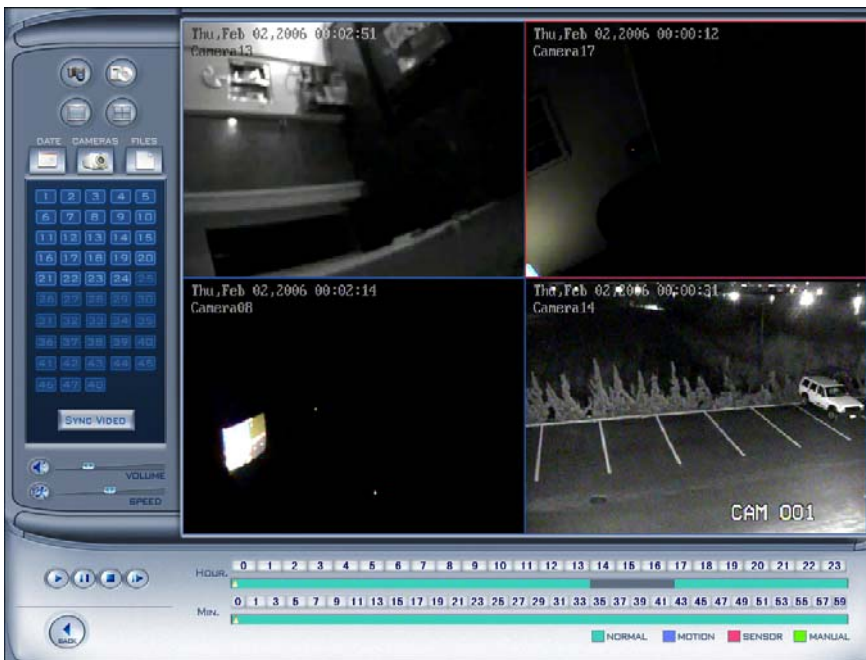 Thu,Feb 02,2006 00:02:51
Camera13
Thu,Feb 02,2006 00:00:12
Camera17
DATE CAMERAS FILES
1 2 3 4 5
6 7 8 9 10
11 12 13 14 15
16 17 18 19 20
21 22 23 24 25
26 27 28 29 30
31 32 33 34 35
36 37 38 39 40
41 42 43 44 45
46 47 48
SYNC VIDEO
VOLUME
SPEED
Thu,Feb 02,2006 00:02:14
Camera08
Thu,Feb 02,2006 00:00:31
Camera14
CAM 001
HOUR. 0 1 2 3 4 5 6 7 8 9 10 11 12 13 14 15 16 17 18 19 20 21 22 23
MIN. 0 1 3 5 7 9 11 13 15 17 19 21 23 25 27 29 31 33 35 37 39 41 43 45 47 49 51 53 55 57 59
BACK
NORMAL MOTION SENSOR MANUAL